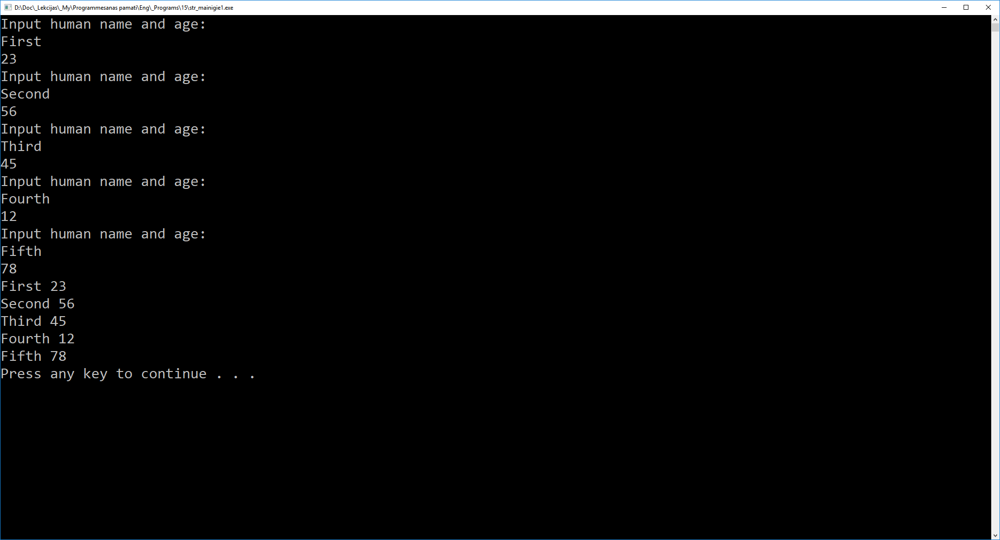 D:\Doc\_Lekcijas\_My\Programmesanas pamati\Eng\_Programs\15\str_mainigie1.exe
Input human name and age:
First
23
Input human name and age:
Second
56
Input human name and age:
Third
45
Input human name and age:
Fourth
12
Input human name and age:
Fifth
78
First 23
Second 56
Third 45
Fourth 12
Fifth 78
Press any key to continue . . .